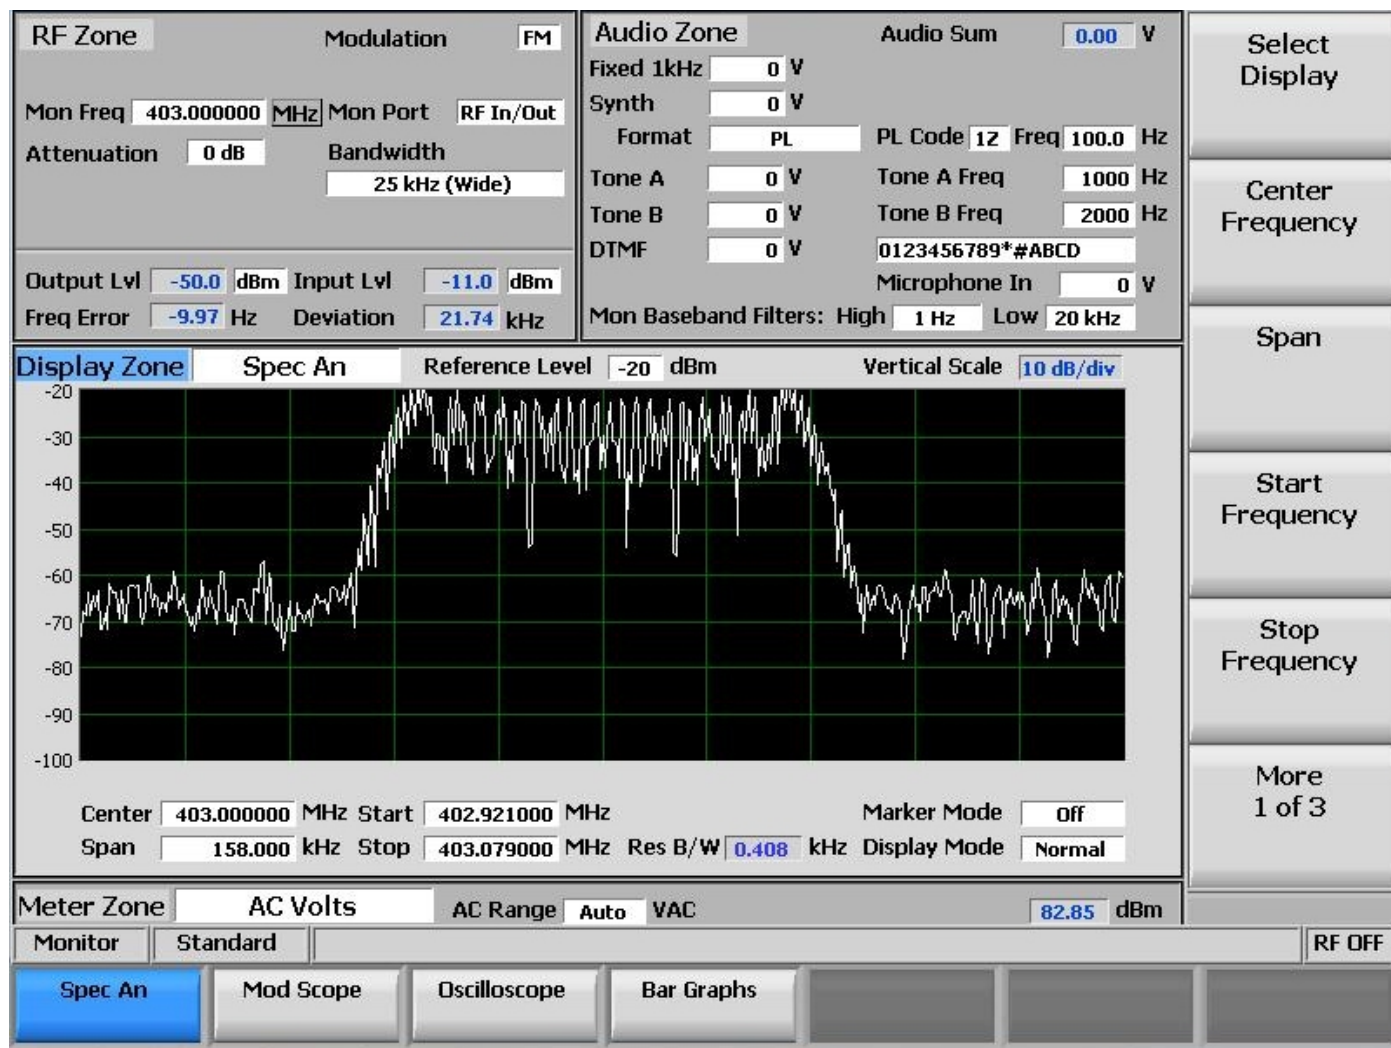 RF Zone Modulation FM
Mon Freq 403.000000 MHz Mon Port RF In/Out
Attenuation 0 dB Bandwidth
25 kHz (Wide)
Output Lvl -50.0 dBm Input Lvl -11.0 dBm
Freq Error -9.97 Hz Deviation 21.74 kHz
Audio Zone Audio Sum 0.00 V
Fixed 1kHz 0 V
Synth 0 V
Format PL PL Code 1Z Freq 100.0 Hz
Tone A 0 V Tone A Freq 1000 Hz
Tone B 0 V Tone B Freq 2000 Hz
DTMF 0 V 0123456789*#ABCD
Microphone In 0 V
Mon Baseband Filters: High 1 Hz Low 20 kHz
Display Zone Spec An Reference Level -20 dBm Vertical Scale 10 dB/div
-20
-30
-40
-50
-60
-70
-80
-90
-100
Center 403.000000 MHz Start 402.921000 MHz Marker Mode Off
Span 158.000 kHz Stop 403.079000 MHz Res B/W 0.408 kHz Display Mode Normal
Meter Zone AC Volts AC Range Auto VAC 82.85 dBm
Monitor Standard RF OFF
Spec An Mod Scope Oscilloscope Bar Graphs
Select
Display
Center
Frequency
Span
Start
Frequency
Stop
Frequency
More
1 of 3